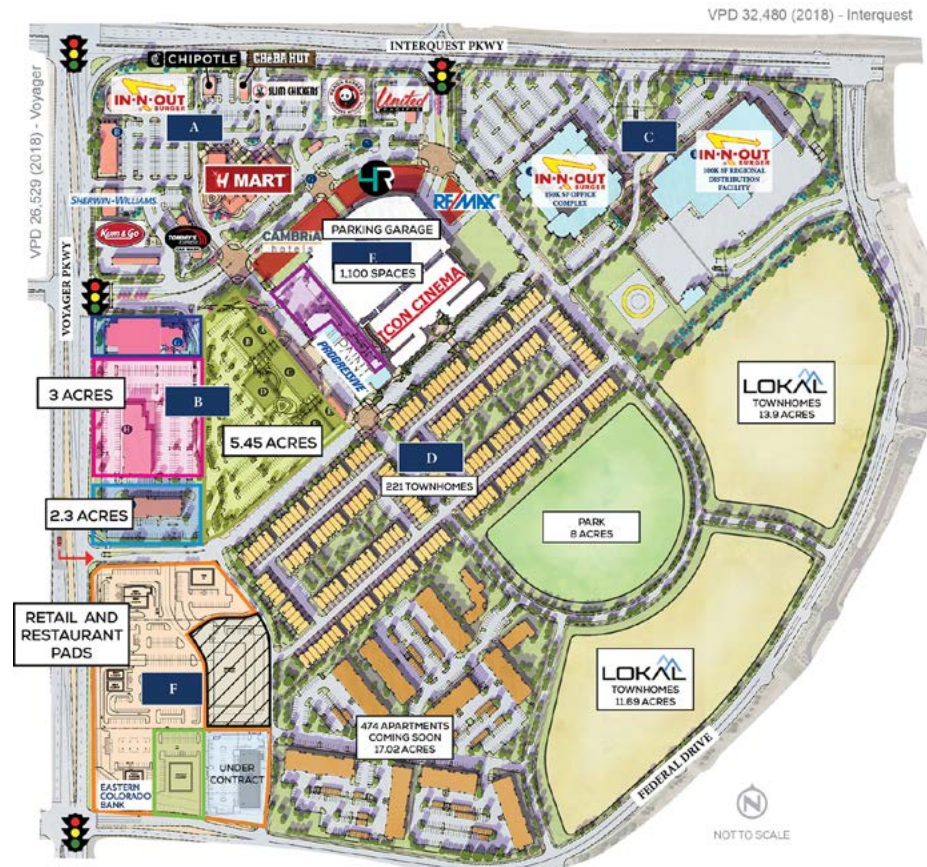 VPD 32,480 (2018) - Interquest
INTERQUEST PKWY
VPD 26,529 (2018) - Voyager
VOYAGER PKWY
CHIPOTLE
CHEBA HUT
IN-N-OUT
BURGER
SLIM CHICKENS
United
A
H MART
SHERWIN-WILLIAMS
Kum & Go
TOMMY'S
EXPRESS
HR
RE/MAX
C
IN-N-OUT
BURGER
150K SF OFFICE
COMPLEX
IN-N-OUT
BURGER
100K SF REGIONAL
DISTRIBUTION
FACILITY
CAMBRIA
hotels
PARKING GARAGE
E
1,100 SPACES
ICON CINEMA
PROGRESSIVE
G
3 ACRES
B
H
B
C
D
5.45 ACRES
2.3 ACRES
D
221 TOWNHOMES
LOKAL
TOWNHOMES
13.9 ACRES
PARK
8 ACRES
RETAIL AND
RESTAURANT
PADS
F
EASTERN
COLORADO
BANK
UNDER
CONTRACT
474 APARTMENTS
COMING SOON
17.02 ACRES
LOKAL
TOWNHOMES
11.69 ACRES
FEDERAL DRIVE
N
NOT TO SCALE